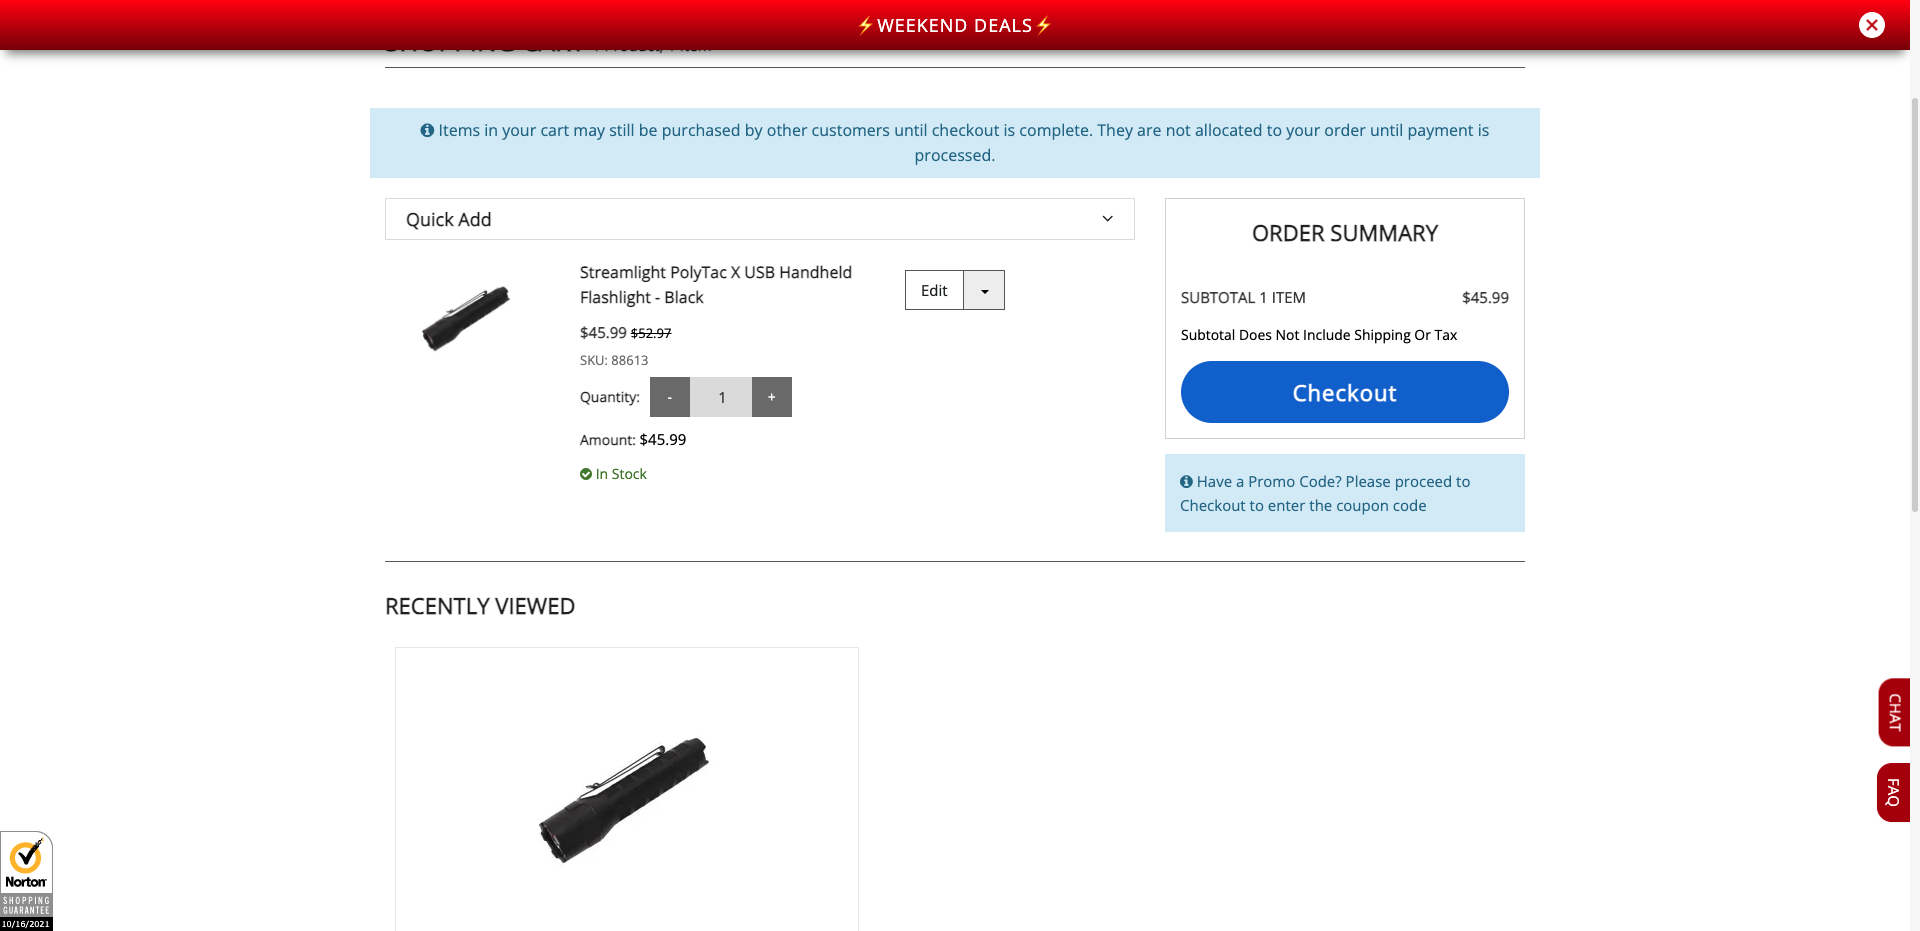 ⚡WEEKEND DEALS⚡
Items in your cart may still be purchased by other customers until checkout is complete. They are not allocated to your order until payment is
processed.
Quick Add
Streamlight PolyTac X USB Handheld
Flashlight - Black
$45.99 $52.97
SKU: 88613
Quantity: - 1 +
Amount: $45.99
In Stock
Edit
ORDER SUMMARY
SUBTOTAL 1 ITEM $45.99
Subtotal Does Not Include Shipping Or Tax
Checkout
Have a Promo Code? Please proceed to
Checkout to enter the coupon code
RECENTLY VIEWED
CHAT
FAQ
Norton
SHOPPING
GUARANTEE
10/16/2021